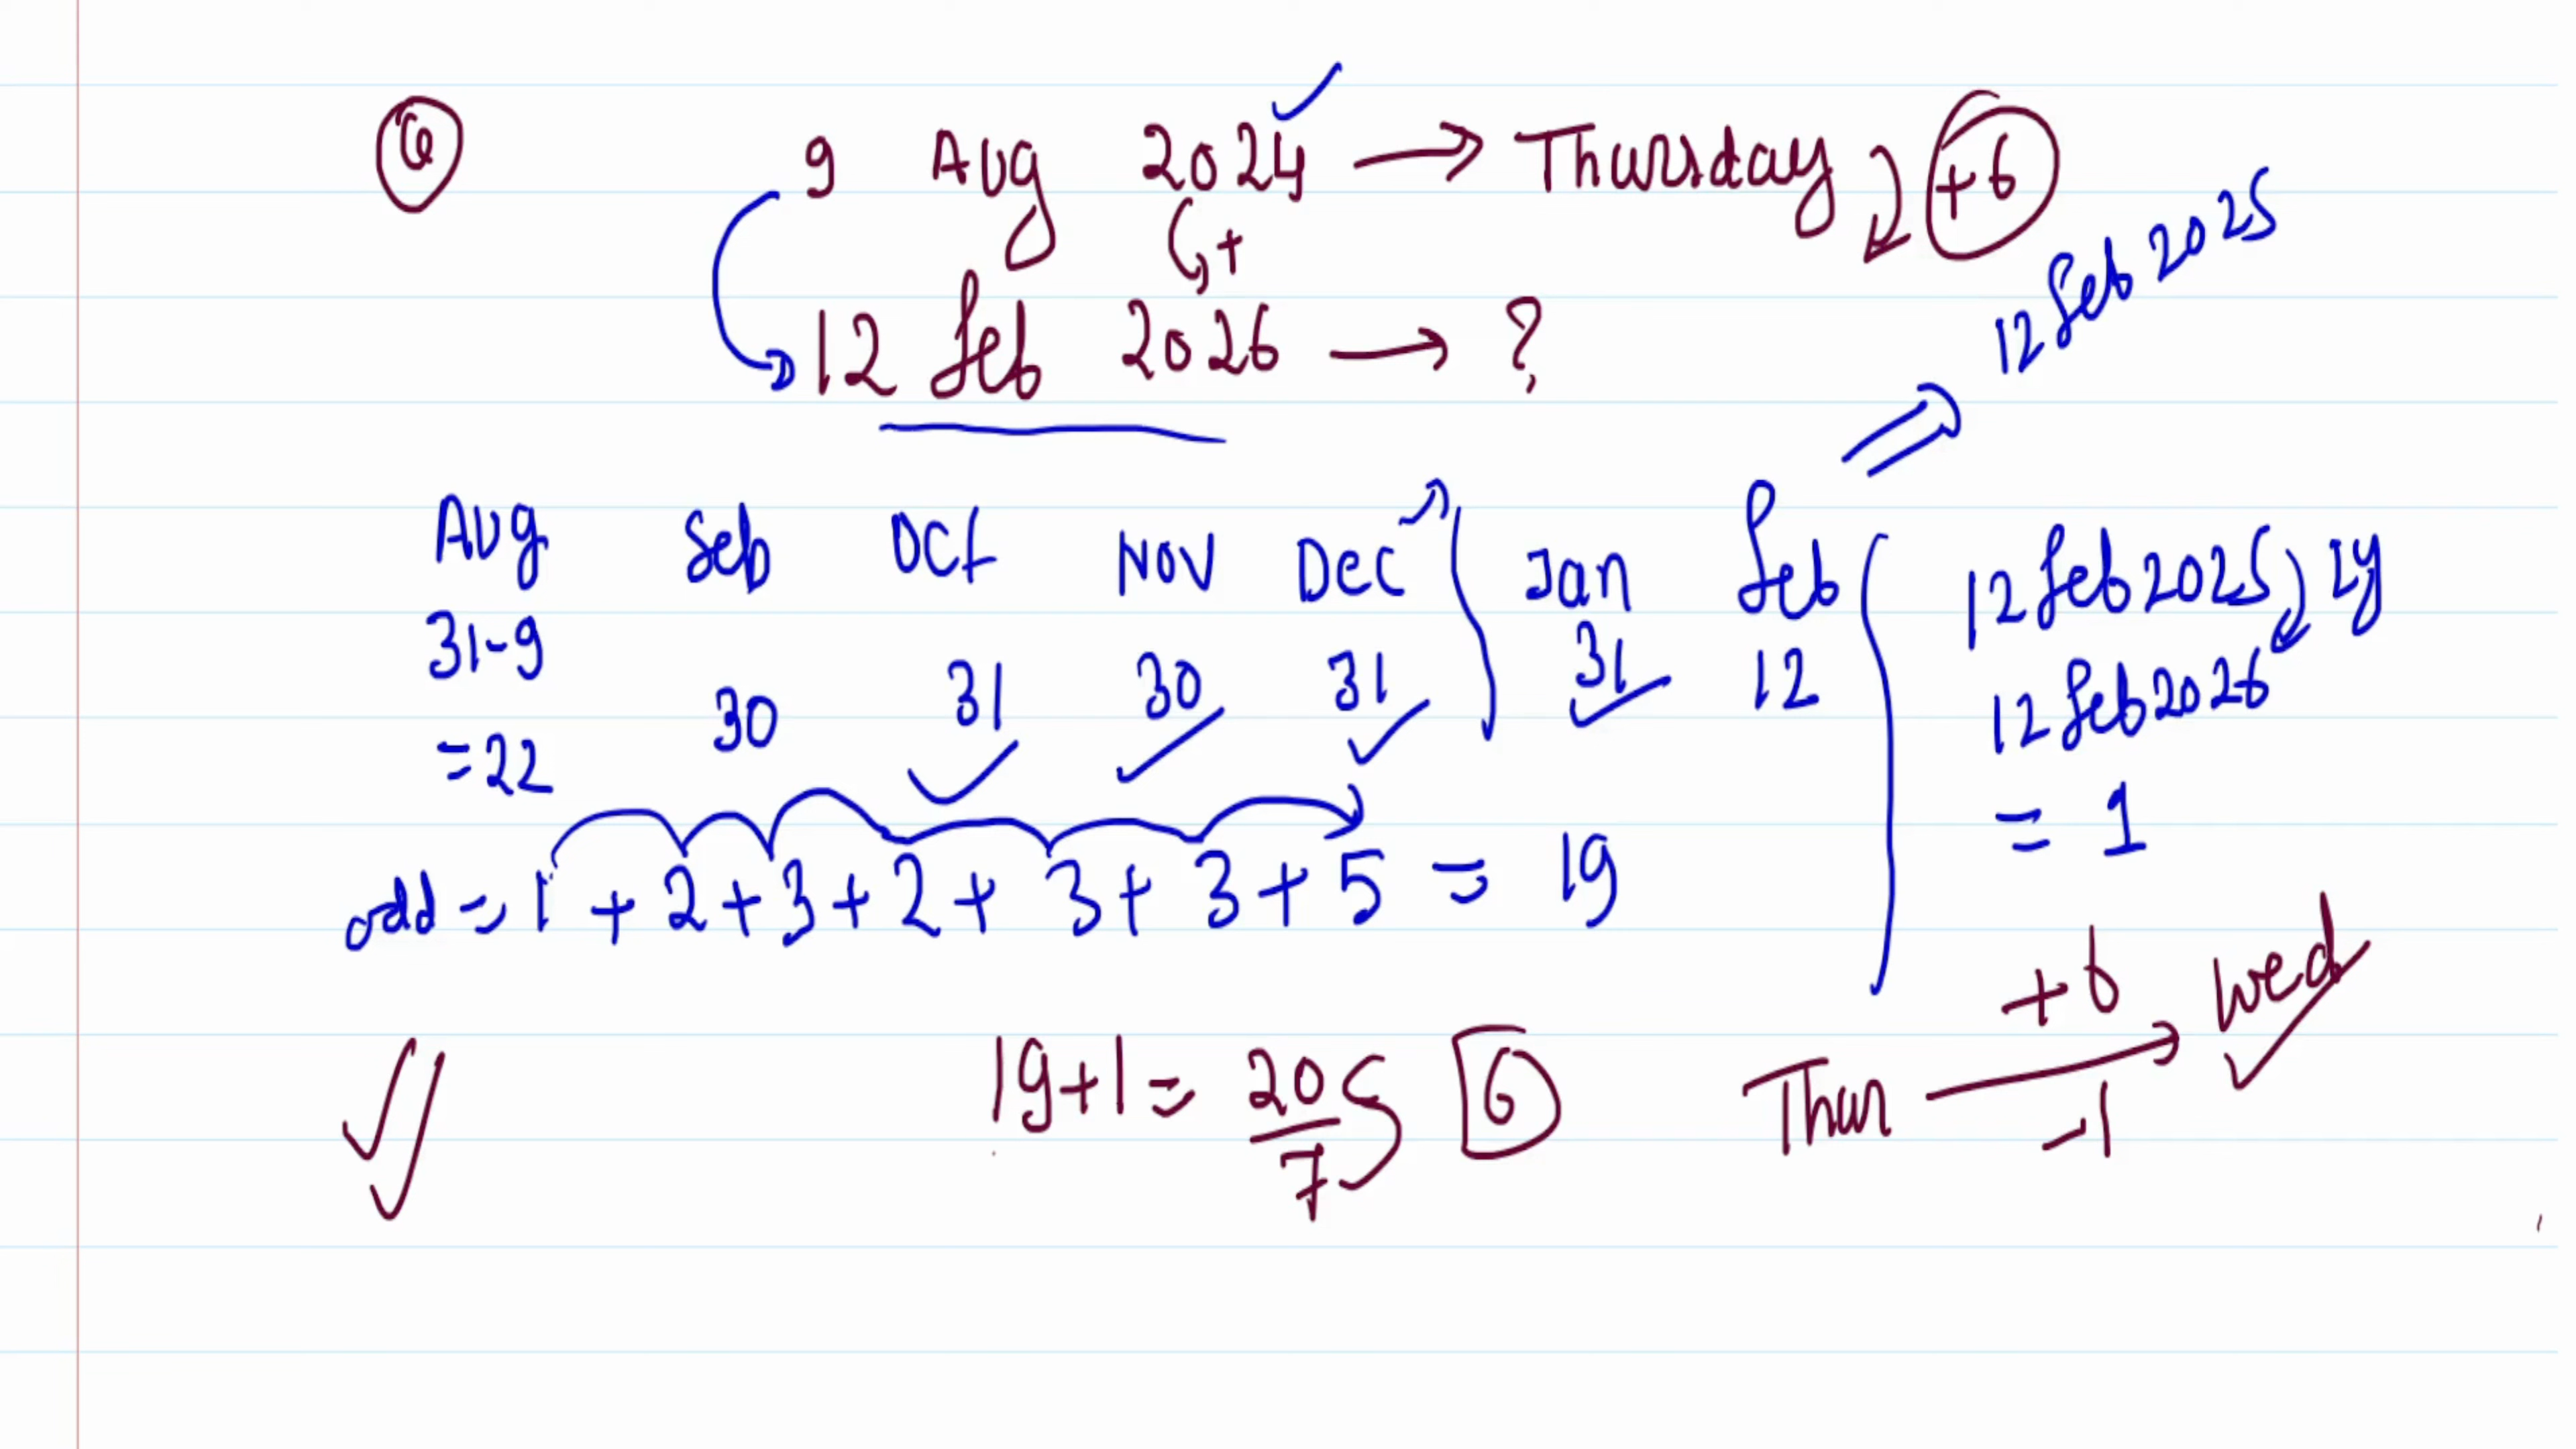 Q 9 Aug 2024 → Thursday +6
+
12 Feb 2026 → ?
12 Feb 2025
Aug Seb Oct Nov Dec Jan Feb
31-9 30 31 30 31 31 12
=22
odd = 1 + 2 + 3 + 2 + 3 + 3 + 5 = 19
12 Feb 2025 1y
12 Feb 2026
= 1
19+1 = 20/7 6
Thur +6 → Wed
-1